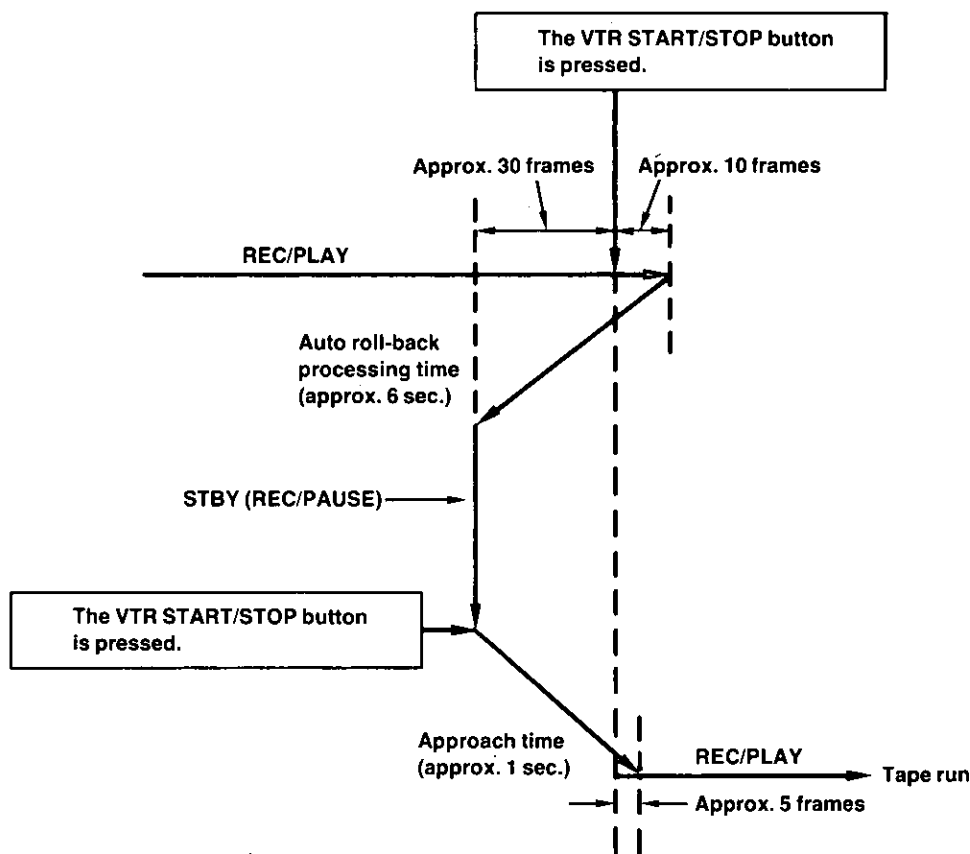 The VTR START/STOP button
is pressed.
Approx. 30 frames
Approx. 10 frames
REC/PLAY
Auto roll-back
processing time
(approx. 6 sec.)
STBY (REC/PAUSE)
The VTR START/STOP button
is pressed.
Approach time
(approx. 1 sec.)
REC/PLAY
Tape run
Approx. 5 frames